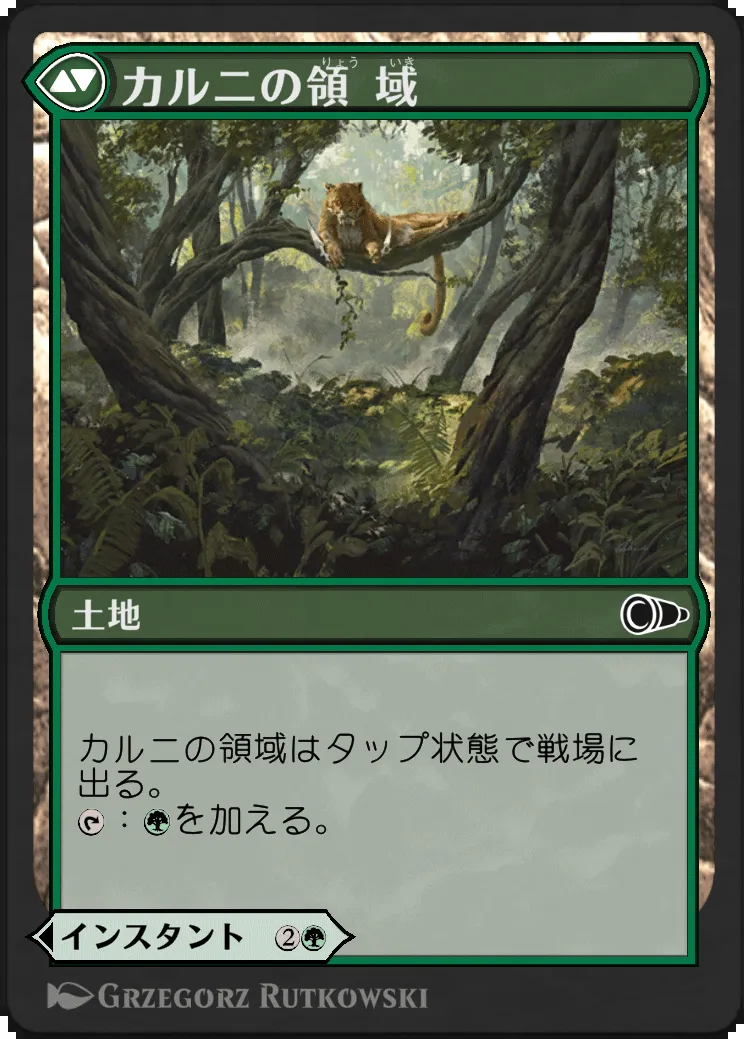 カルニの領域
りょう いき
土地
カルニの領域はタップ状態で戦場に
出る。
：を加える。
インスタント 2
GRZEGORZ RUTKOWSKI